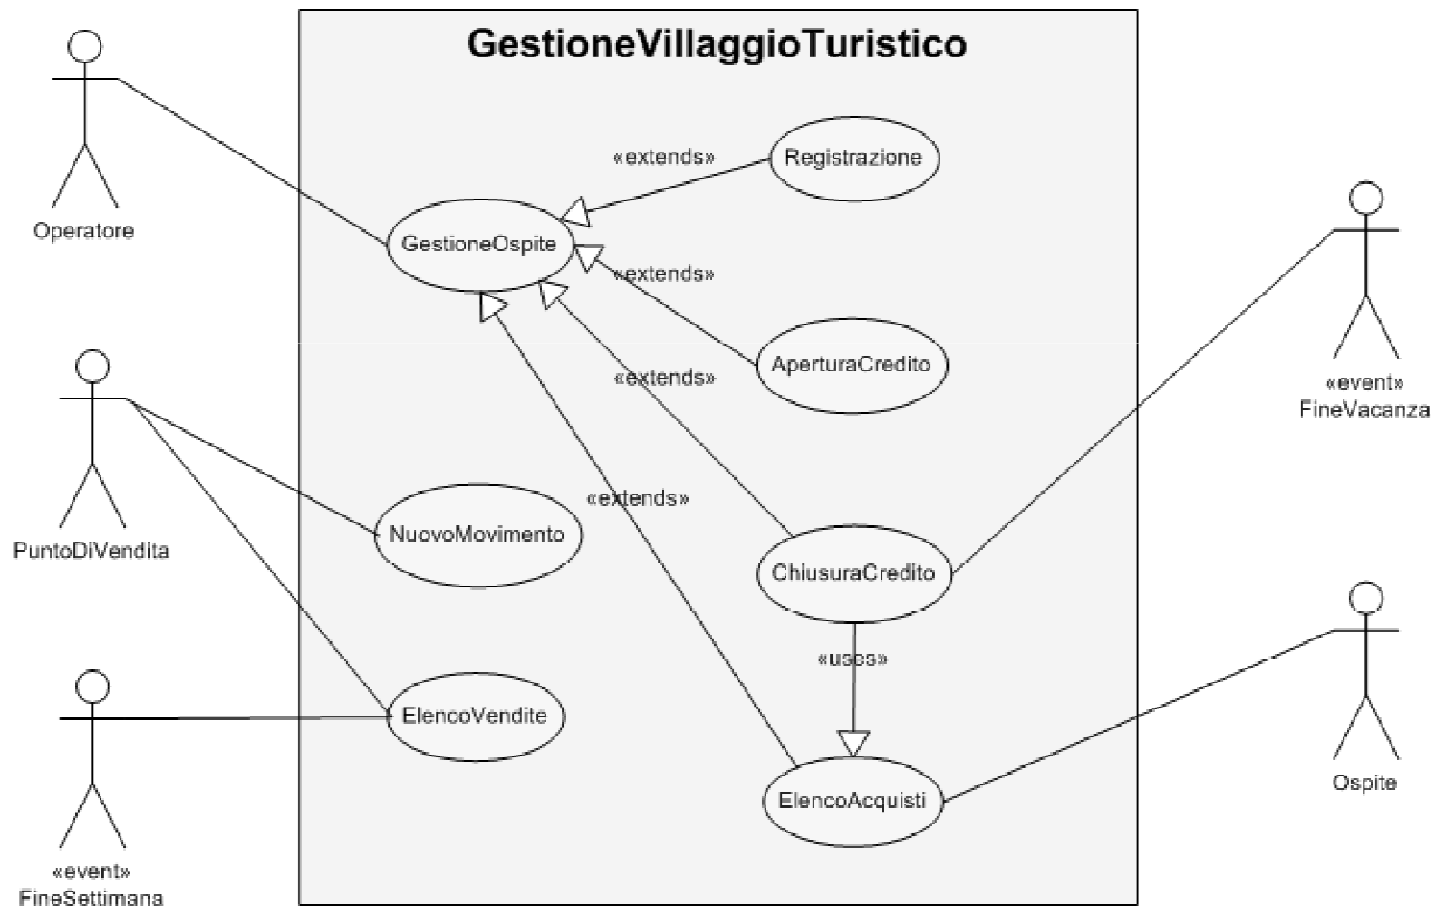 GestioneVillaggioTuristico
«extends»
Registrazione
Operatore
GestioneOspite
«extends»
AperturaCredito
«extends»
«event»
FineVacanza
«extends»
NuovoMovimento
PuntoDiVendita
ChiusuraCredito
«uses»
ElencoVendite
Ospite
ElencoAcquisti
«event»
FineSettimana